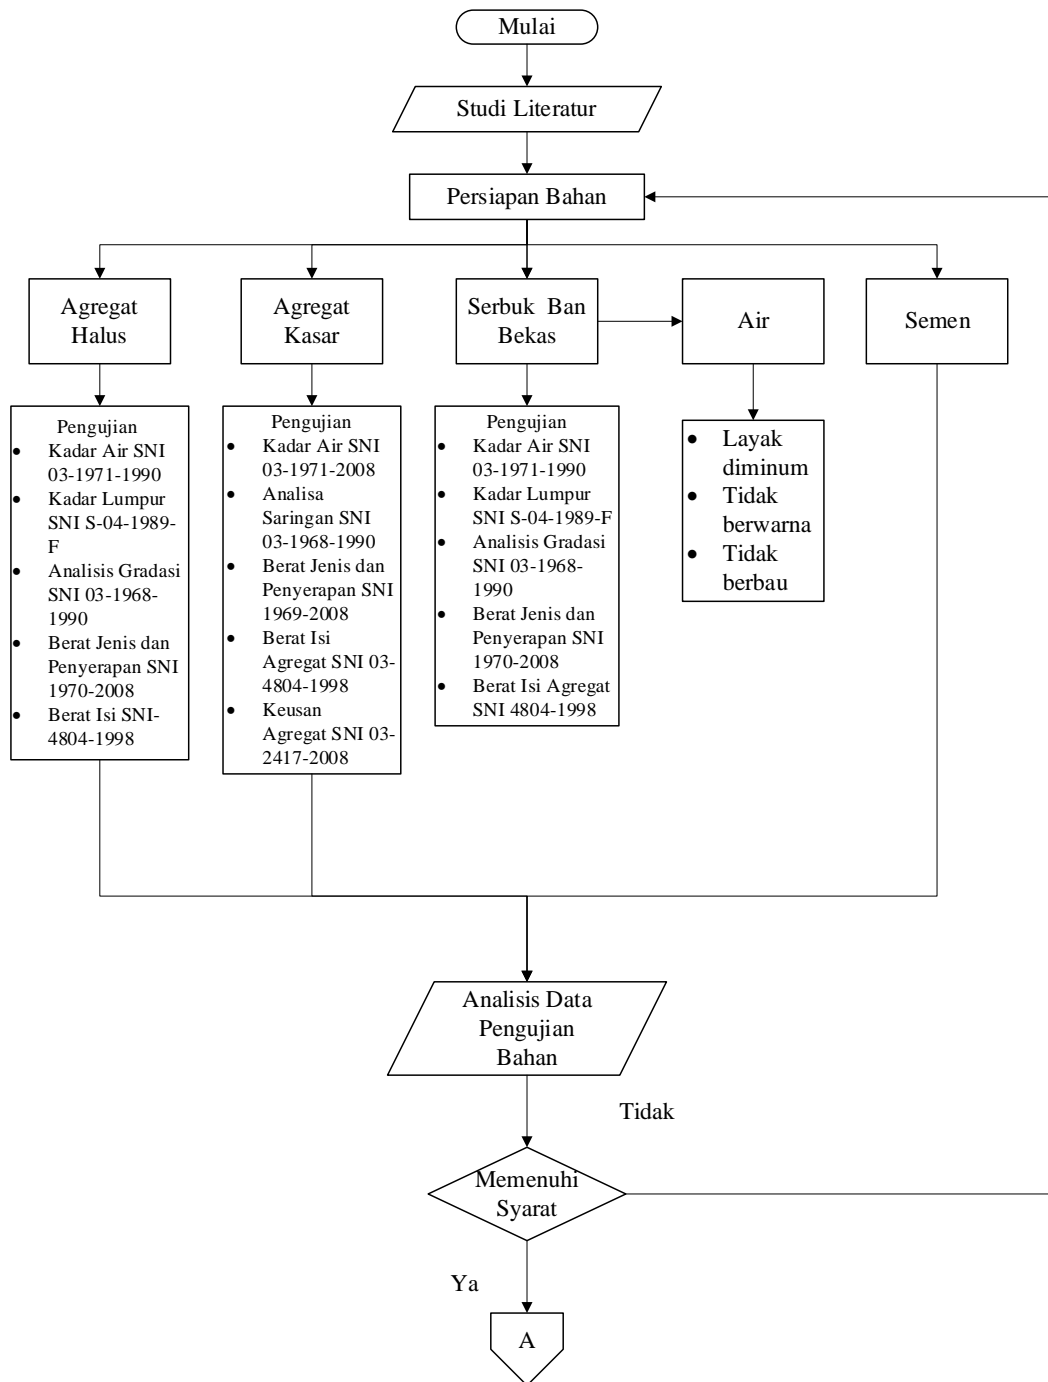 Mulai
Studi Literatur
Persiapan Bahan
Agregat
Halus
Agregat
Kasar
Serbuk Ban
Bekas
Air
Semen
Pengujian
• Kadar Air SNI
03-1971-1990
• Kadar Lumpur
SNI S-04-1989-
F
• Analisis Gradasi
SNI 03-1968-
1990
• Berat Jenis dan
Penyerapan SNI
1970-2008
• Berat Isi SNI-
4804-1998
Pengujian
• Kadar Air SNI
03-1971-2008
• Analisa
Saringan SNI
03-1968-1990
• Berat Jenis dan
Penyerapan SNI
1969-2008
• Berat Isi
Agregat SNI 03-
4804-1998
• Keusan
Agregat SNI 03-
2417-2008
Pengujian
• Kadar Air SNI
03-1971-1990
• Kadar Lumpur
SNI S-04-1989-F
• Analisis Gradasi
SNI 03-1968-
1990
• Berat Jenis dan
Penyerapan SNI
1970-2008
• Berat Isi Agregat
SNI 4804-1998
• Layak
diminum
• Tidak
berwarna
• Tidak
berbau
Analisis Data
Pengujian
Bahan
Tidak
Memenuhi
Syarat
Ya
A